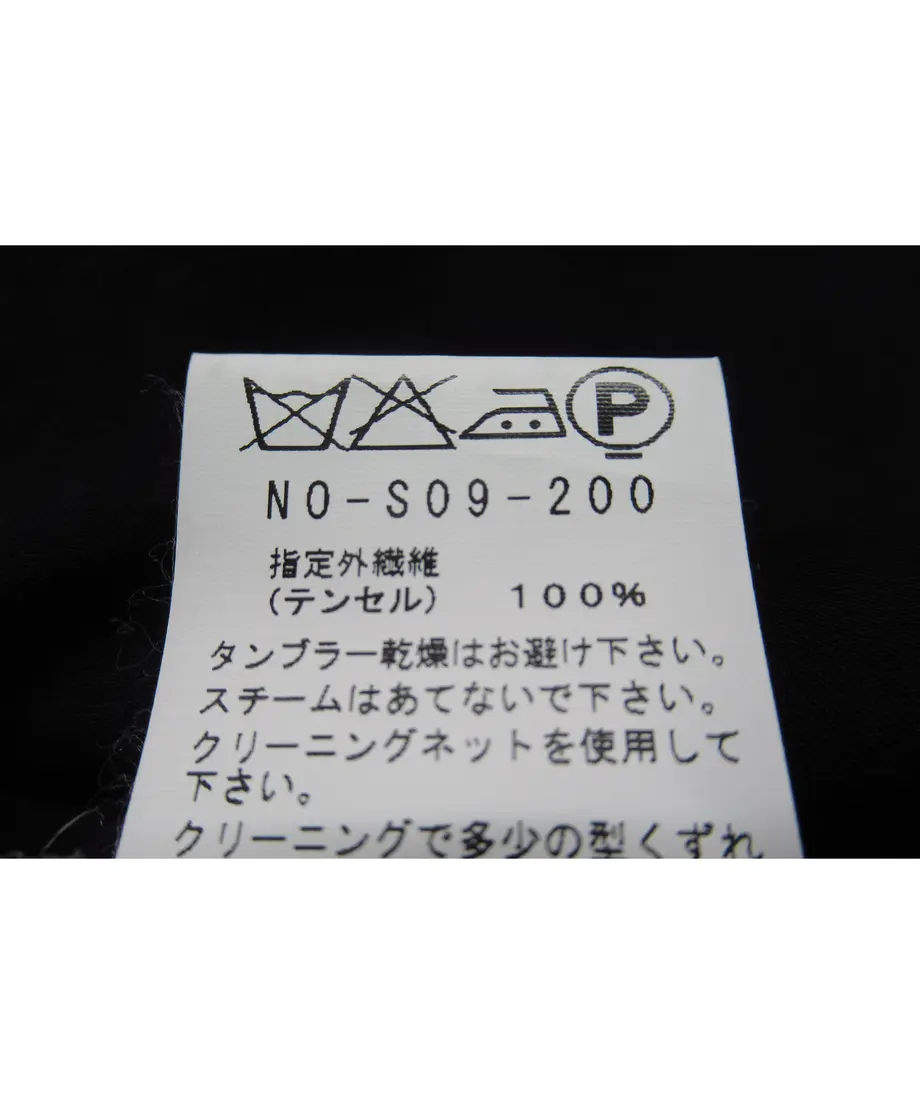 P
NO-S09-200
指定外繊維
(テンセル) 100%
タンブラー乾燥はお避け下さい。
スチームはあてないで下さい。
クリーニングネットを使用して
下さい。
クリーニングで多少の型くずれ